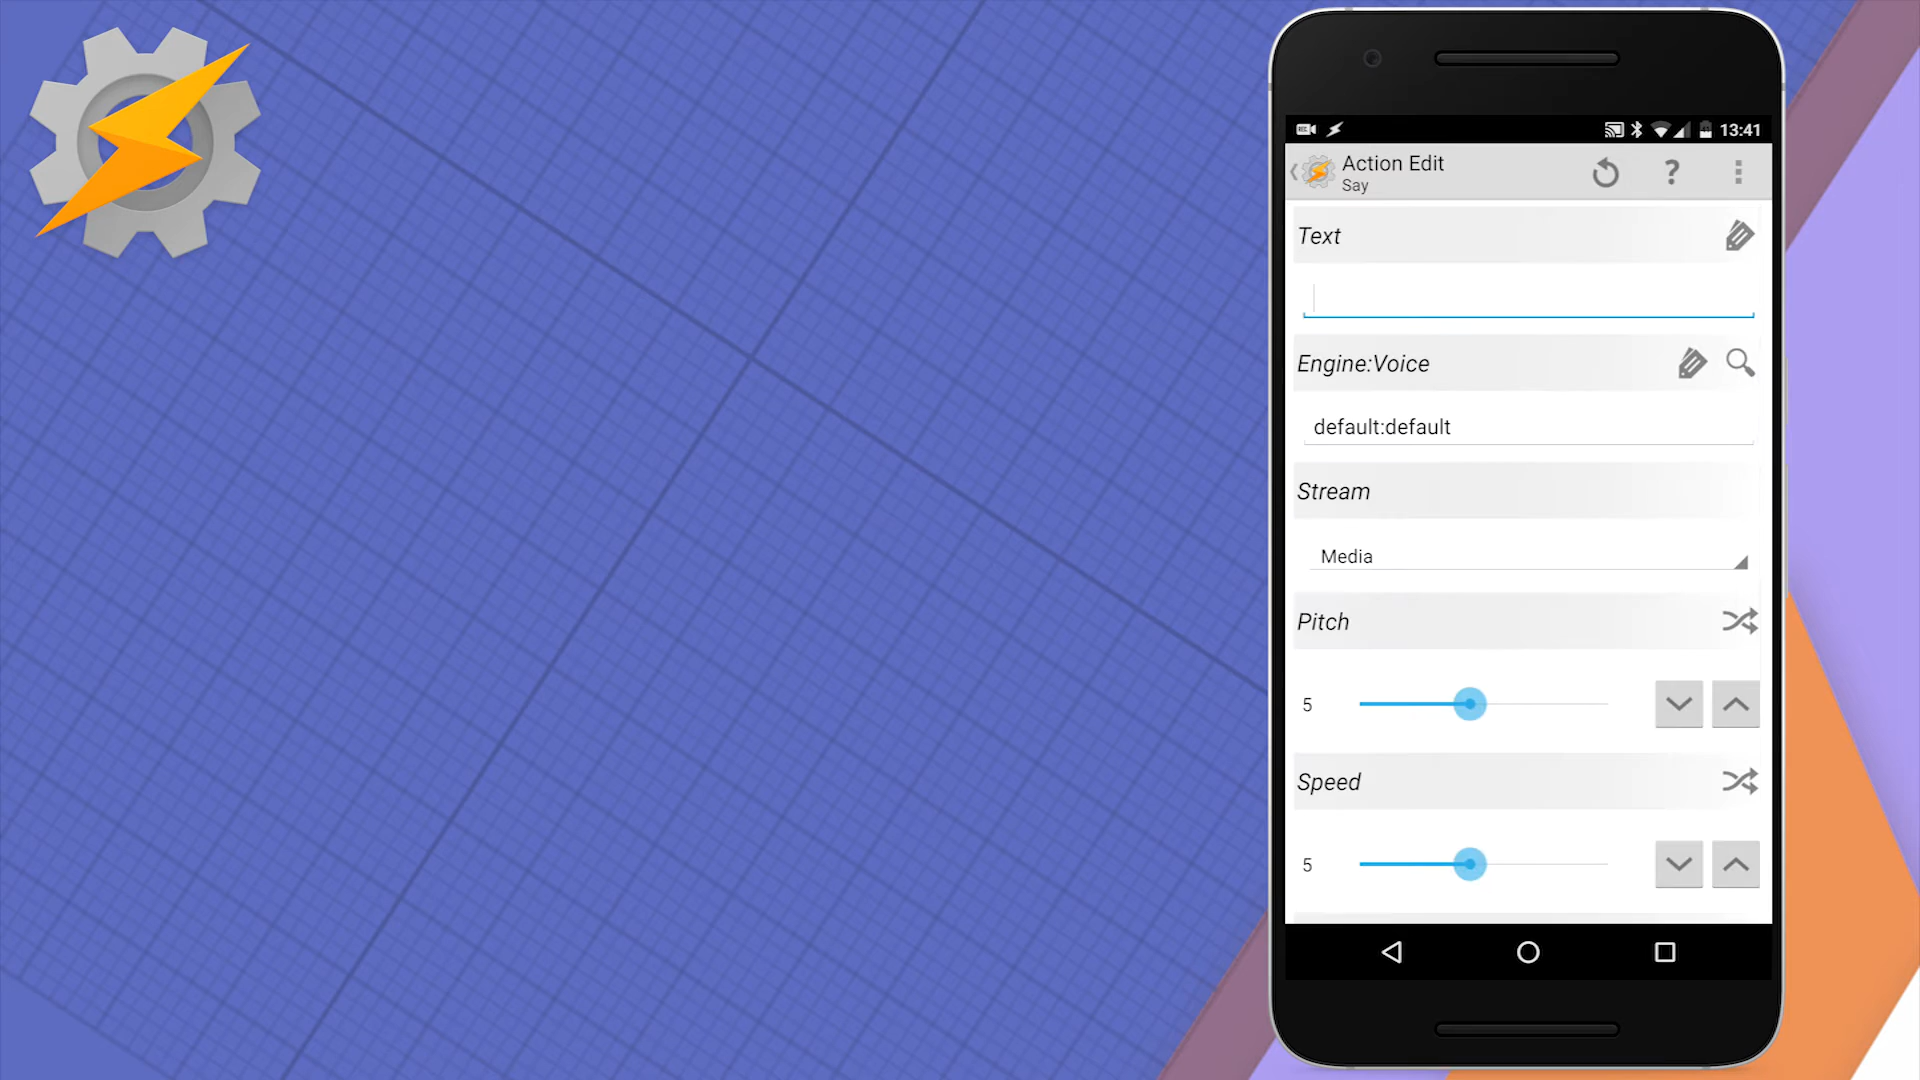 13:41
Action Edit
Say
?
Text
Engine:Voice
default:default
Stream
Media
Pitch
5
Speed
5